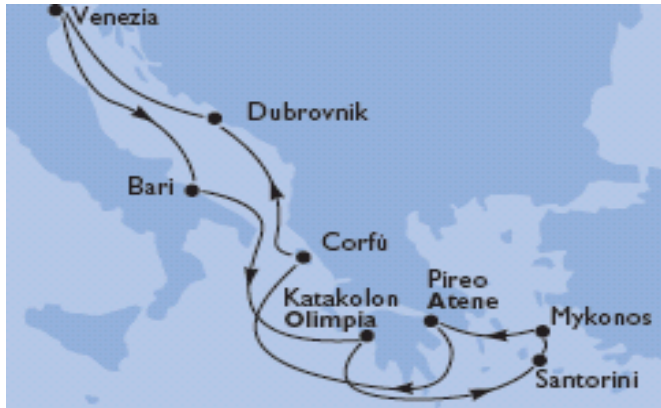 Venezia
Dubrovnik
Bari
Corfù
Pireo
Atene
Katakolon
Olimpia
Mykonos
Santorini